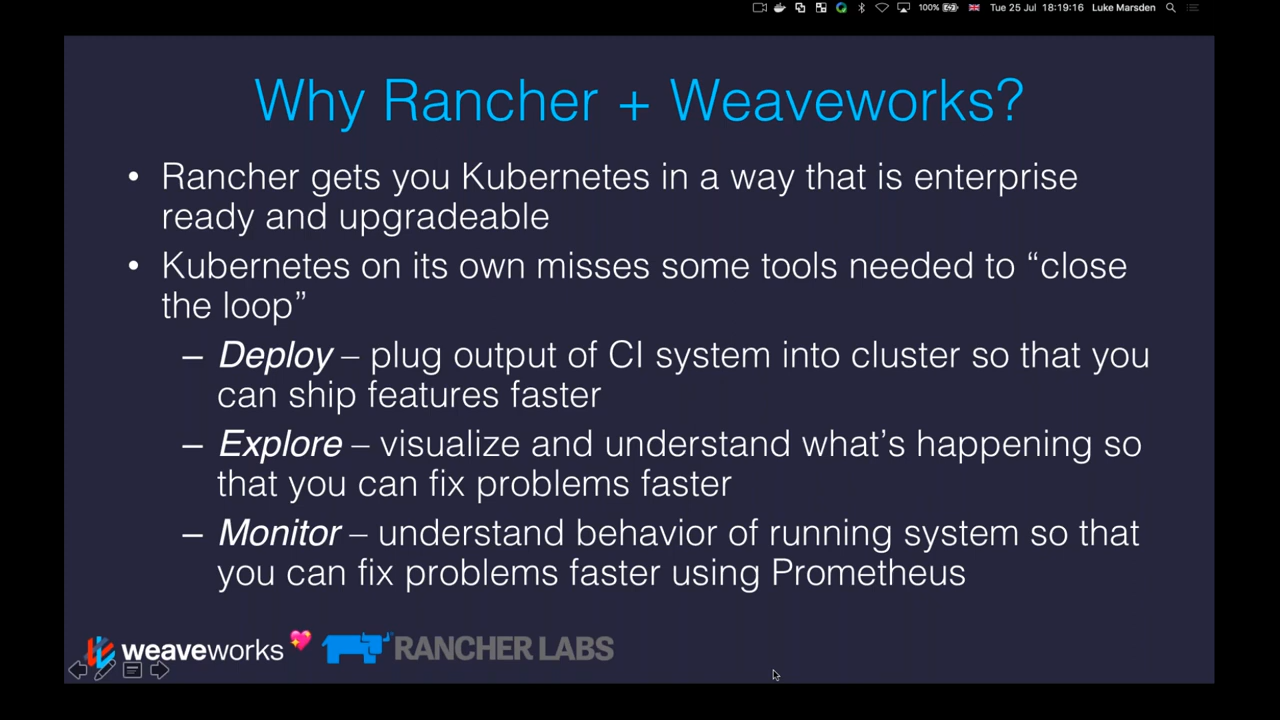 100% Tue 25 Jul 18:19:16 Luke Marsden
Why Rancher + Weaveworks?
• Rancher gets you Kubernetes in a way that is enterprise
ready and upgradeable
• Kubernetes on its own misses some tools needed to “close
the loop”
– Deploy – plug output of CI system into cluster so that you
can ship features faster
– Explore – visualize and understand what’s happening so
that you can fix problems faster
– Monitor – understand behavior of running system so that
you can fix problems faster using Prometheus
weaveworks RANCHER LABS